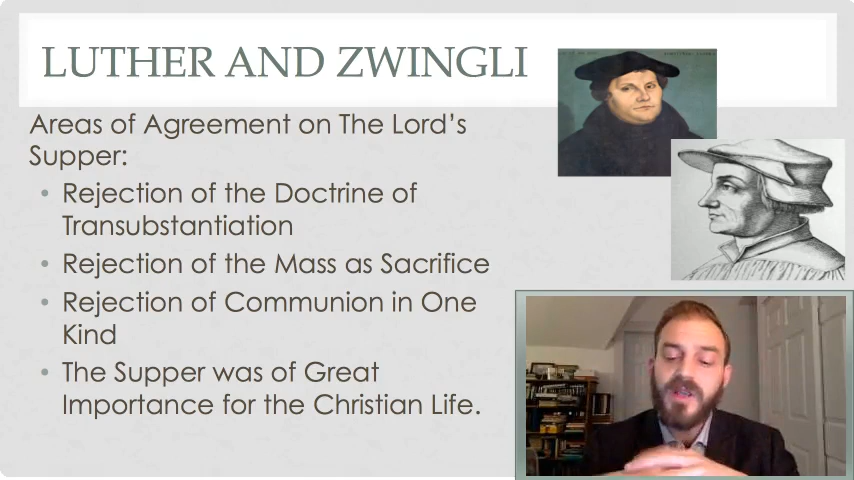 LUTHER AND ZWINGLI
Areas of Agreement on The Lord's
Supper:
• Rejection of the Doctrine of
Transubstantiation
• Rejection of the Mass as Sacrifice
• Rejection of Communion in One
Kind
• The Supper was of Great
Importance for the Christian Life.